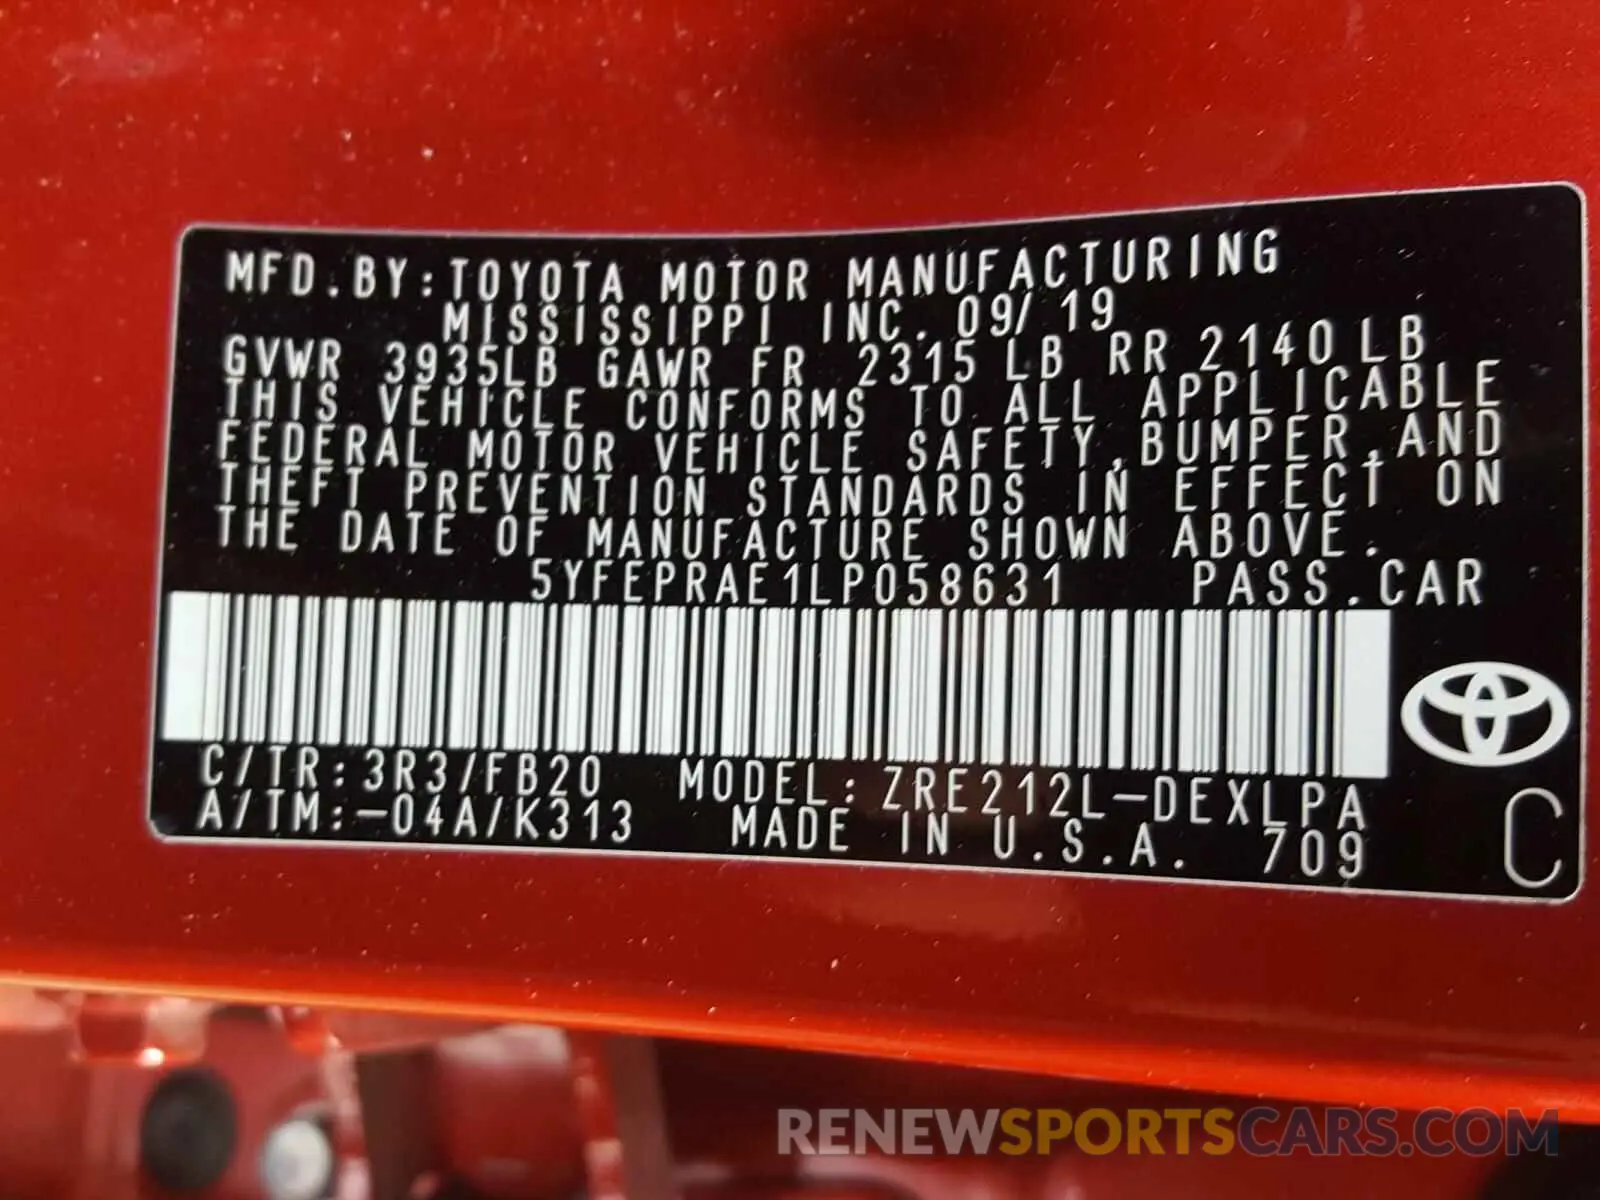 MFD.BY:TOYOTA MOTOR MANUFACTURING
MISSISSIPPI INC. 09/19
GVWR 3935LB GAWR FR 2315LB RR 2140LB
THIS VEHICLE CONFORMS TO ALL APPLICABLE
FEDERAL MOTOR VEHICLE SAFETY,BUMPER,AND
THEFT PREVENTION STANDARDS IN EFFECT ON
THE DATE OF MANUFACTURE SHOWN ABOVE.
5YFEPRAE1LP058631 PASS.CAR
C/TR:3R3/FB20 MODEL:ZRE212L-DEXLPA
A/TM:-04A/K313 MADE IN U.S.A. 709 C
RENEWSPORTSCARS.COM